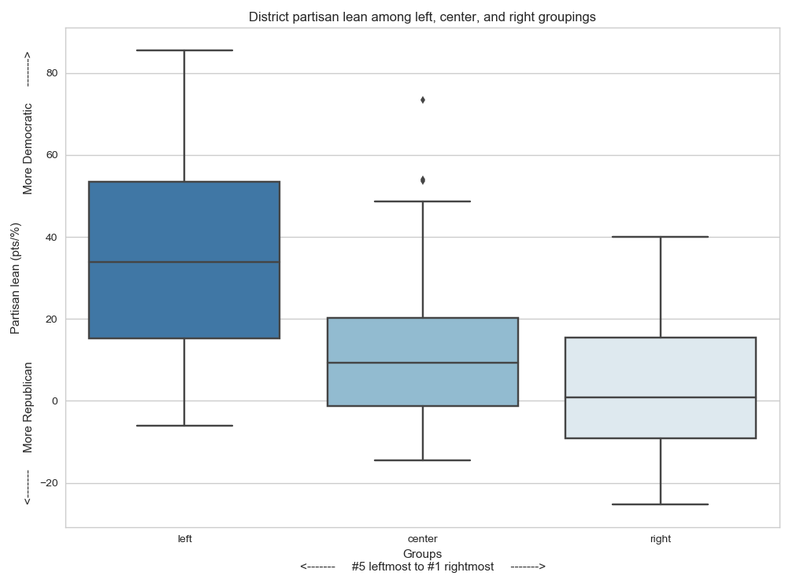 District partisan lean among left, center, and right groupings
Partisan lean (pts/%)
<------- More Republican More Democratic ------->
80
60
40
20
0
−20
left center right
Groups
<------- #5 leftmost to #1 rightmost ------->